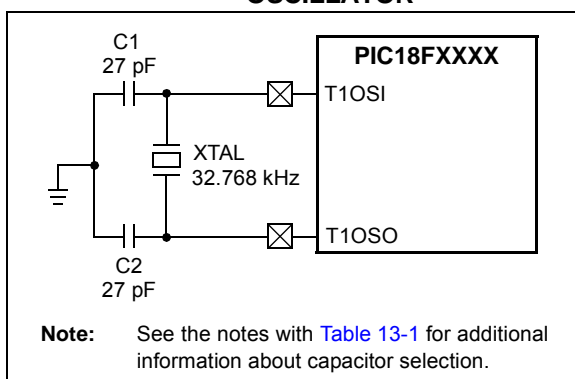 OSCILLATOR
C1
27 pF
PIC18FXXXX
T1OSI
XTAL
32.768 kHz
T1OSO
C2
27 pF
Note: See the notes with Table 13-1 for additional
information about capacitor selection.